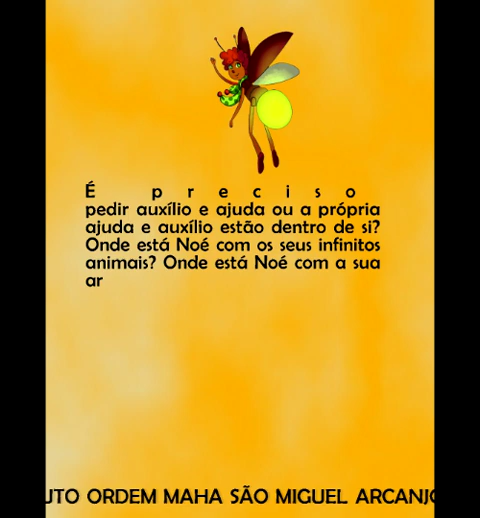 É preciso
pedir auxílio e ajuda ou a própria
ajuda e auxílio estão dentro de si?
Onde está Noé com os seus infinitos
animais? Onde está Noé com a sua
ar
UTO ORDEM MAHA SÃO MIGUEL ARCANJO